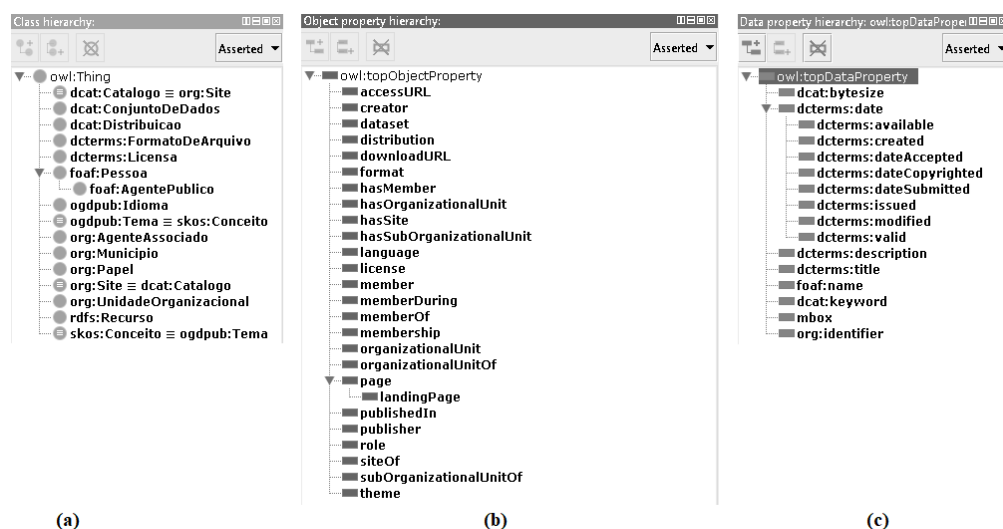 Class hierarchy:
Asserted
owl:Thing
dcat:Catalogo ≡ org:Site
dcat:ConjuntoDeDados
dcat:Distribuicao
dcterms:FormatoDeArquivo
dcterms:Licensa
foaf:Pessoa
foaf:AgentePublico
ogdpub:Idioma
ogdpub:Tema ≡ skos:Conceito
org:AgenteAssociado
org:Municipio
org:Papel
org:Site ≡ dcat:Catalogo
org:UnidadeOrganizacional
rdfs:Recurso
skos:Conceito ≡ ogdpub:Tema
(a)
Object property hierarchy:
Asserted
owl:topObjectProperty
accessURL
creator
dataset
distribution
downloadURL
format
hasMember
hasOrganizationalUnit
hasSite
hasSubOrganizationalUnit
language
license
member
memberDuring
memberOf
membership
organizationalUnit
organizationalUnitOf
page
landingPage
publishedIn
publisher
role
siteOf
subOrganizationalUnitOf
theme
(b)
Data property hierarchy: owl:topDataProper
Asserted
owl:topDataProperty
dcat:bytesize
dcterms:date
dcterms:available
dcterms:created
dcterms:dateAccepted
dcterms:dateCopyrighted
dcterms:dateSubmitted
dcterms:issued
dcterms:modified
dcterms:valid
dcterms:description
dcterms:title
foaf:name
dcat:keyword
mbox
org:identifier
(c)